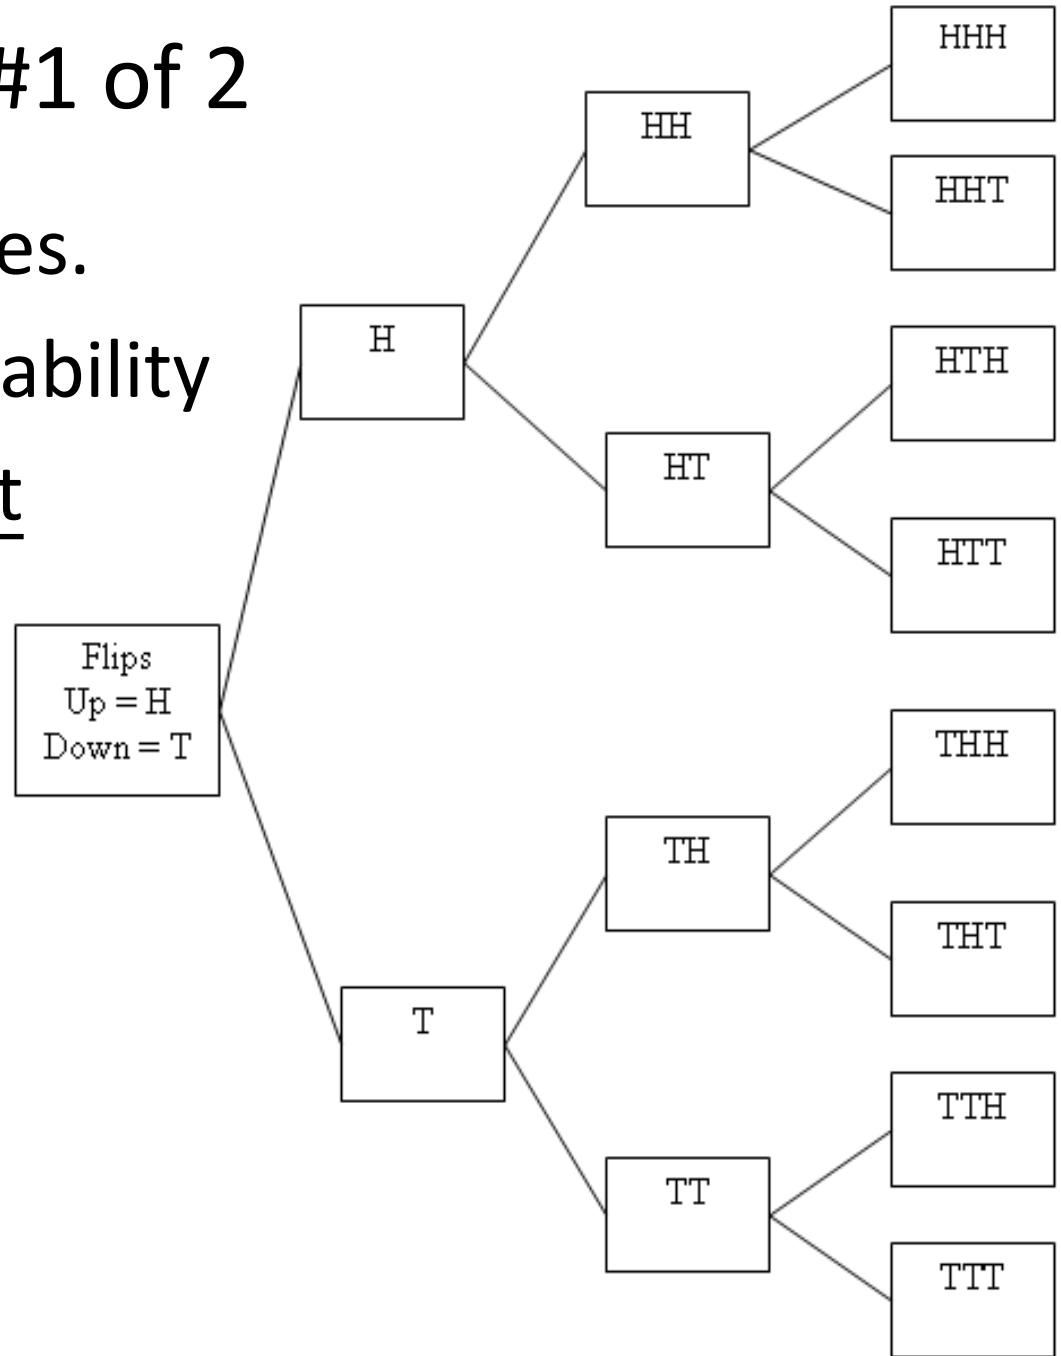 #1 of 2
es.
ability
t
Flips
Up = H
Down = T
H
T
HH
HT
TH
TT
HHH
HHT
HTH
HTT
THH
THT
TTH
TTT